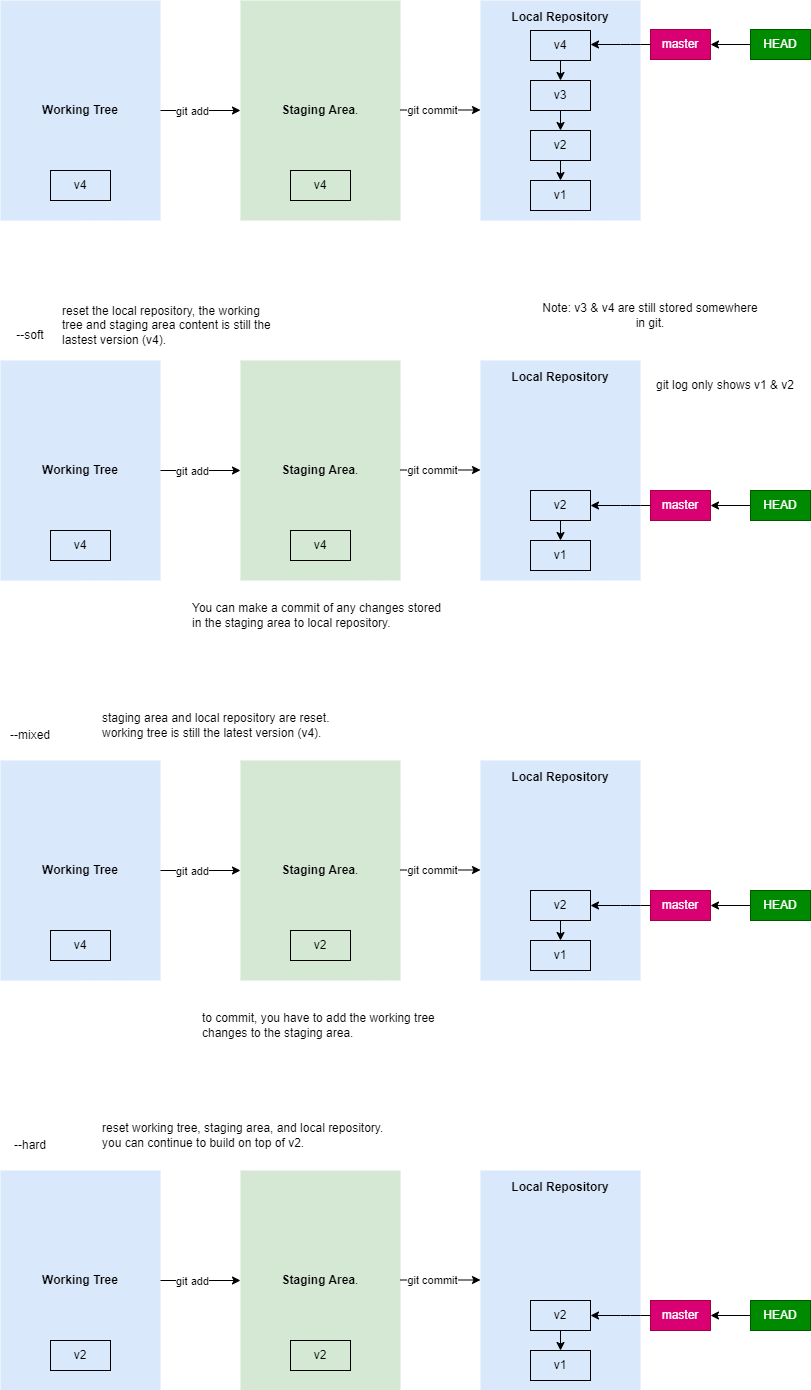 Local Repository
v4
master
HEAD
v3
Working Tree
git add
Staging Area.
git commit
v2
v4
v4
v1
--soft
reset the local repository, the working
tree and staging area content is still the
lastest version (v4).
Note: v3 & v4 are still stored somewhere
in git.
Local Repository
git log only shows v1 & v2
Working Tree
git add
Staging Area.
git commit
v2
master
HEAD
v4
v4
v1
You can make a commit of any changes stored
in the staging area to local repository.
--mixed
staging area and local repository are reset.
working tree is still the latest version (v4).
Local Repository
Working Tree
git add
Staging Area.
git commit
v2
master
HEAD
v4
v2
v1
to commit, you have to add the working tree
changes to the staging area.
--hard
reset working tree, staging area, and local repository.
you can continue to build on top of v2.
Local Repository
Working Tree
git add
Staging Area.
git commit
v2
master
HEAD
v2
v2
v1